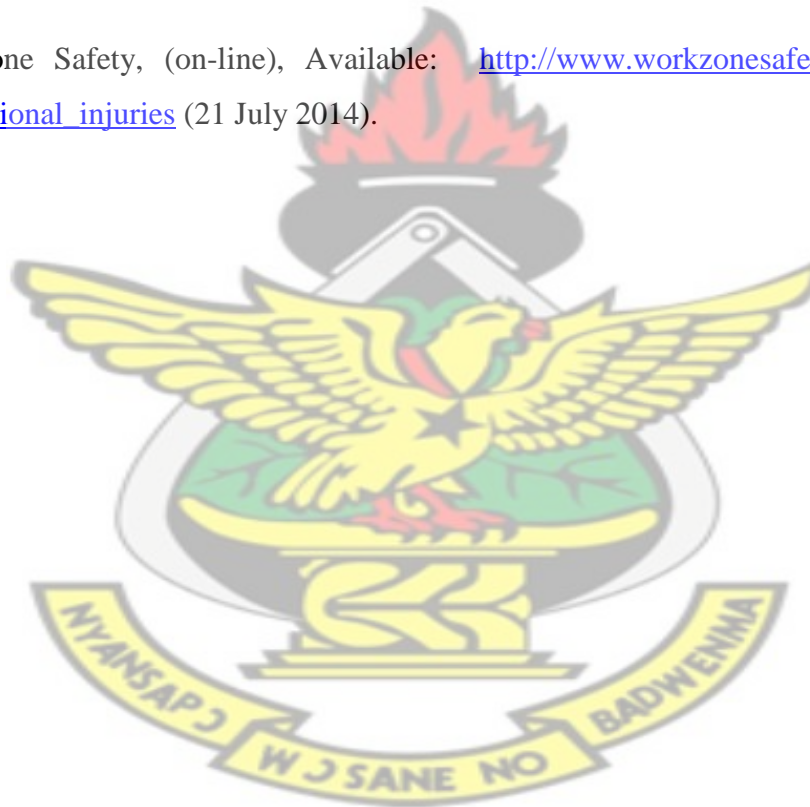 one Safety, (on-line), Available: http://www.workzonesafe
ional_injuries (21 July 2014).
NYANSAPƆ WƆSANE NO BADWENMA